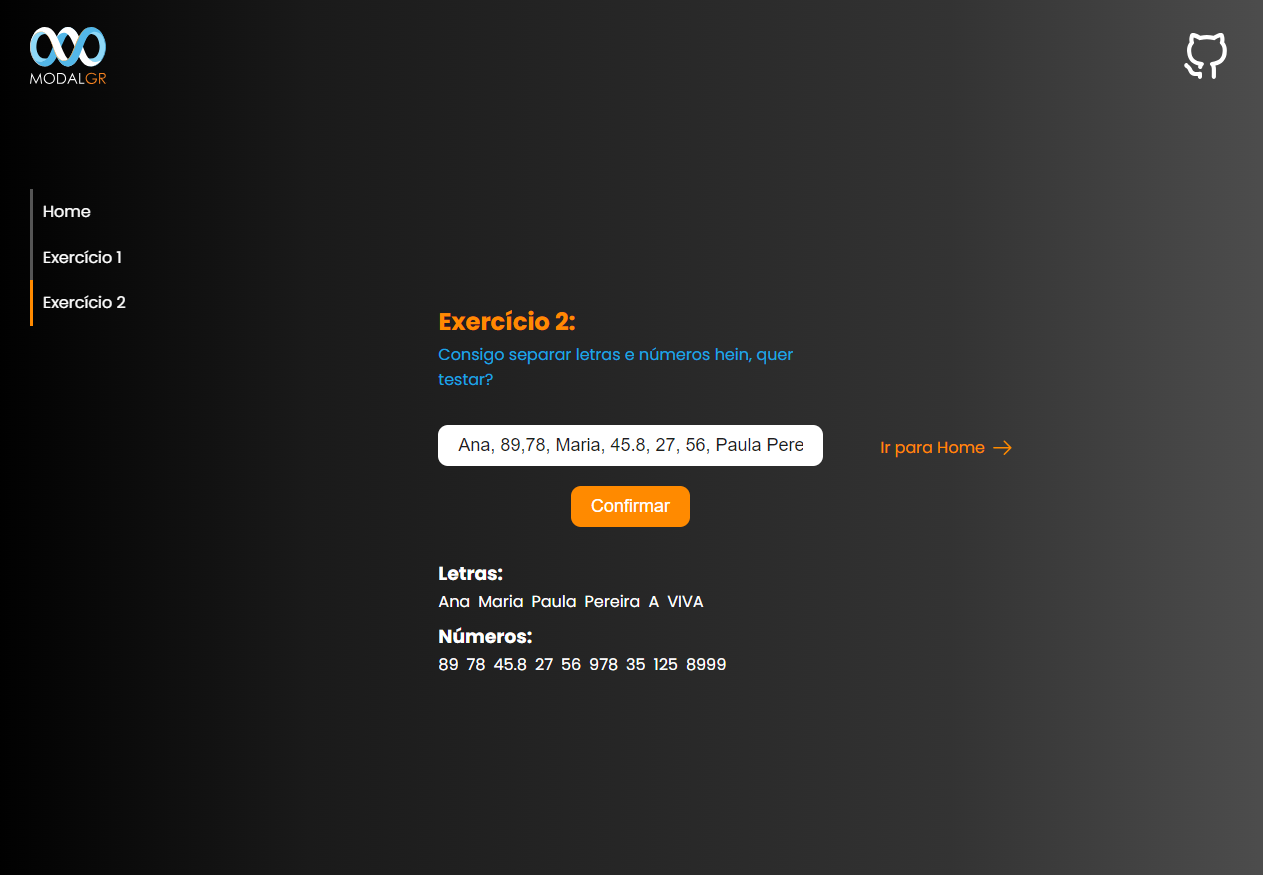 MODALGR
Home
Exercício 1
Exercício 2
Exercício 2:
Consigo separar letras e números hein, quer
testar?
Ana, 89,78, Maria, 45.8, 27, 56, Paula Pere
Ir para Home
Confirmar
Letras:
Ana Maria Paula Pereira A VIVA
Números:
89 78 45.8 27 56 978 35 125 8999